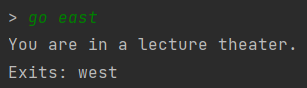 > go east
You are in a lecture theater.
Exits: west